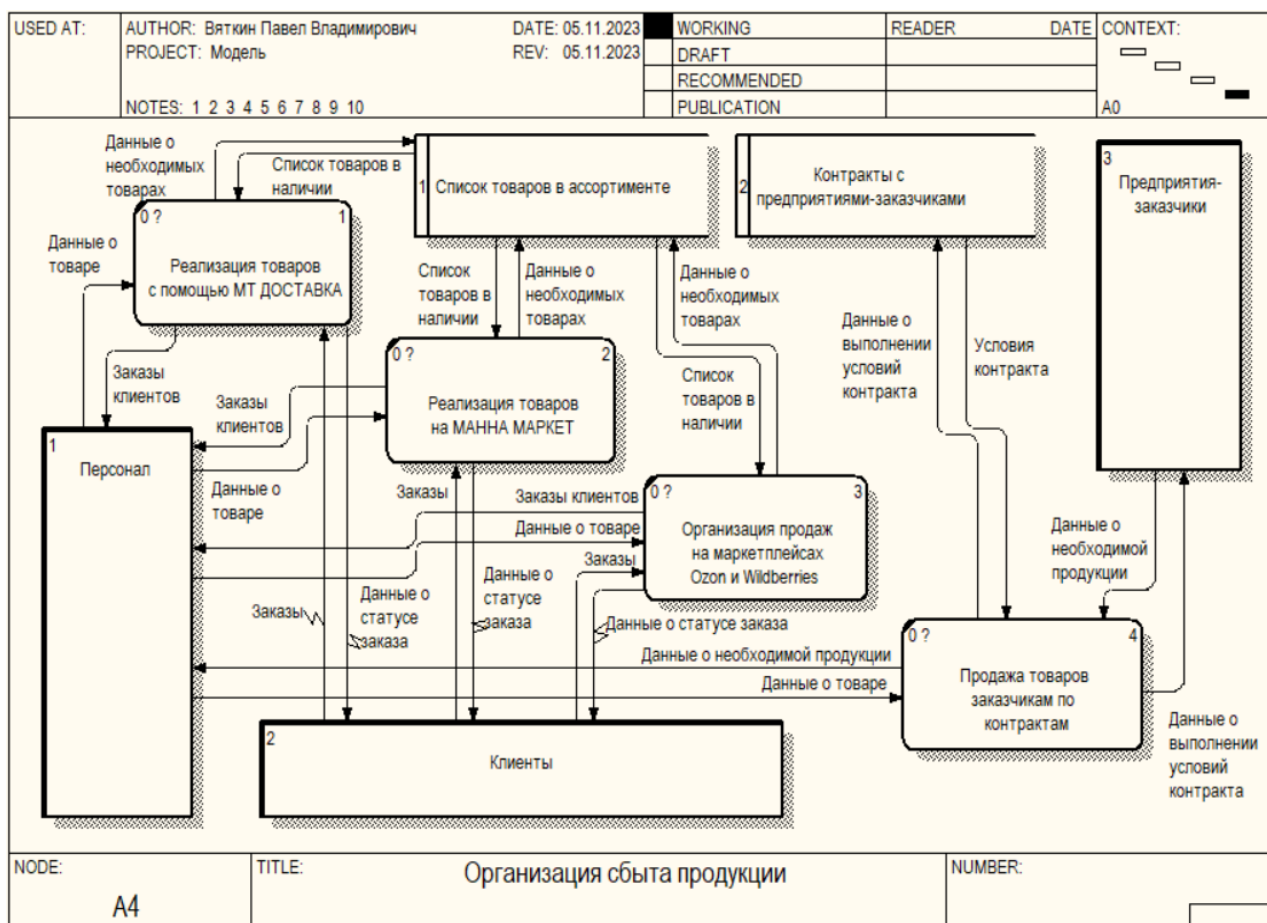 USED AT:
AUTHOR: Вяткин Павел Владимирович
DATE: 05.11.2023
WORKING
READER
DATE
CONTEXT:
PROJECT: Модель
REV: 05.11.2023
DRAFT
RECOMMENDED
NOTES: 1 2 3 4 5 6 7 8 9 10
PUBLICATION
A0
Данные о
необходимых
товарах
Список товаров в
наличии
1
Список товаров в ассортименте
2
Контракты с
предприятиями-заказчиками
3
Предприятия-
заказчики
Данные о
товаре
0 ?
1
Реализация товаров
с помощью МТ ДОСТАВКА
Список
товаров в
наличии
Данные о
необходимых
товарах
Данные о
необходимых
товарах
Данные о
выполнении
условий
контракта
Условия
контракта
Заказы
клиентов
Заказы
клиентов
0 ?
2
Реализация товаров
на МАННА МАРКЕТ
Список
товаров в
наличии
1
Персонал
Данные о
товаре
Заказы
Заказы клиентов
Данные о товаре
Заказы
0 ?
3
Организация продаж
на маркетплейсах
Ozon и Wildberries
Данные о
необходимой
продукции
Заказы
Данные о
статусе
заказа
Данные о
статусе
заказа
Данные о статусе заказа
Данные о необходимой продукции
Данные о товаре
0 ?
4
Продажа товаров
заказчикам по
контрактам
Данные о
выполнении
условий
контракта
2
Клиенты
NODE:
A4
TITLE:
Организация сбыта продукции
NUMBER: